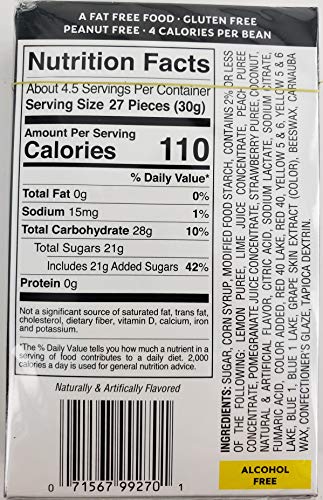 A FAT FREE FOOD · GLUTEN FREE
PEANUT FREE · 4 CALORIES PER BEAN
Nutrition Facts
About 4.5 Servings Per Container
Serving Size 27 Pieces (30g)
Amount Per Serving
Calories 110
% Daily Value*
Total Fat 0g 0%
Sodium 15mg 1%
Total Carbohydrate 28g 10%
Total Sugars 21g
Includes 21g Added Sugars 42%
Protein 0g
Not a significant source of saturated fat, trans fat,
cholesterol, dietary fiber, vitamin D, calcium, iron
and potassium.
*The % Daily Value tells you how much a nutrient in a
serving of food contributes to a daily diet. 2,000
calories a day is used for general nutrition advice.
Naturally & Artificially Flavored
0 71567 99270 1
INGREDIENTS: SUGAR, CORN SYRUP, MODIFIED FOOD STARCH, CONTAINS 2% OR LESS
OF THE FOLLOWING: LEMON PUREE, LIME JUICE CONCENTRATE, PEACH PUREE
CONCENTRATE, POMEGRANATE JUICE CONCENTRATE, STRAWBERRY PUREE, COCONUT,
NATURAL & ARTIFICIAL FLAVOR, CITRIC ACID, SODIUM LACTATE, SODIUM CITRATE,
FUMARIC ACID, COLOR ADDED, RED 40 LAKE, RED 40, YELLOW 5 & 6, YELLOW 5 & 6
LAKE, BLUE 1, BLUE 1 LAKE, GRAPE SKIN EXTRACT (COLOR), BEESWAX, CARNAUBA
WAX, CONFECTIONER'S GLAZE, TAPIOCA DEXTRIN.
ALCOHOL
FREE